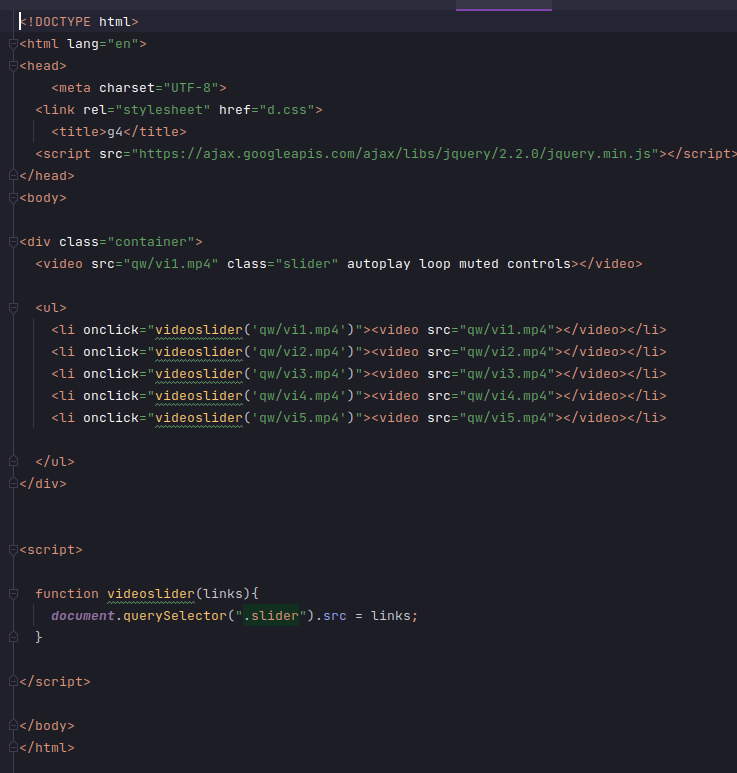 <!DOCTYPE html>
<html lang="en">
<head>
    <meta charset="UTF-8">
  <link rel="stylesheet" href="d.css">
    <title>g4</title>
  <script src="https://ajax.googleapis.com/ajax/libs/jquery/2.2.0/jquery.min.js"></script>
</head>
<body>

<div class="container">
  <video src="qw/vi1.mp4" class="slider" autoplay loop muted controls></video>

  <ul>
    <li onclick="videoslider('qw/vi1.mp4')"><video src="qw/vi1.mp4"></video></li>
    <li onclick="videoslider('qw/vi2.mp4')"><video src="qw/vi2.mp4"></video></li>
    <li onclick="videoslider('qw/vi3.mp4')"><video src="qw/vi3.mp4"></video></li>
    <li onclick="videoslider('qw/vi4.mp4')"><video src="qw/vi4.mp4"></video></li>
    <li onclick="videoslider('qw/vi5.mp4')"><video src="qw/vi5.mp4"></video></li>

  </ul>
</div>


<script>

  function videoslider(links){
    document.querySelector(".slider").src = links;
  }

</script>

</body>
</html>